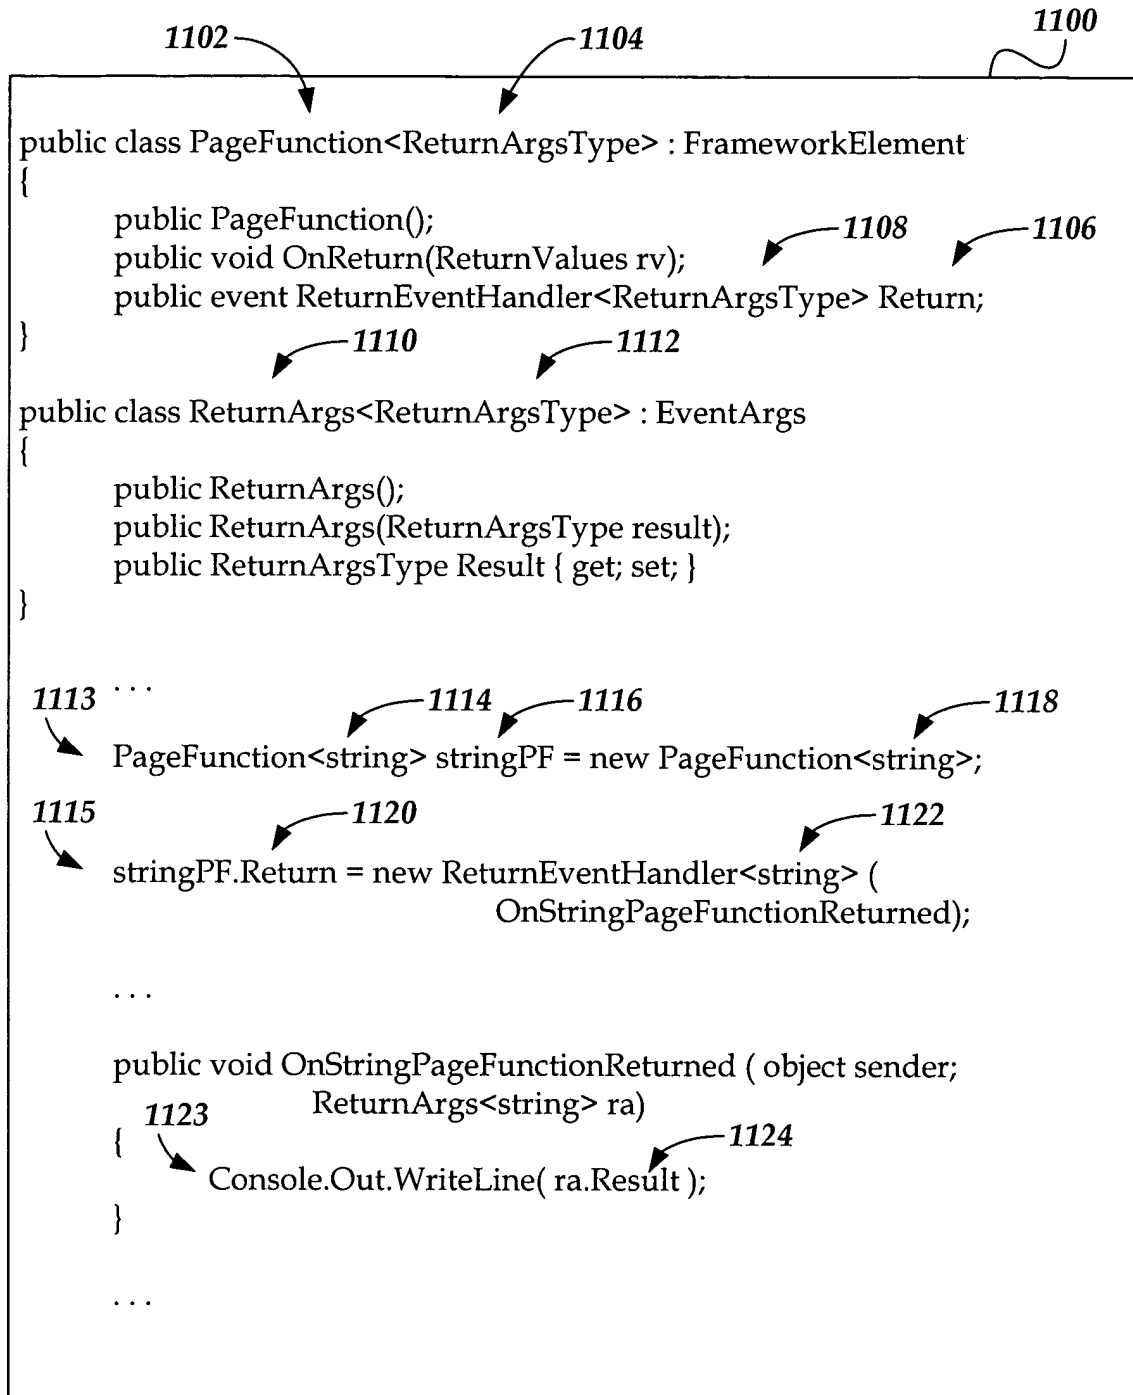 1100
1102 1104
public class PageFunction<ReturnArgsType> : FrameworkElement
{
public PageFunction();
1108 1106
public void OnReturn(ReturnValues rv);
public event ReturnEventHandler<ReturnArgsType> Return;
}
1110 1112
public class ReturnArgs<ReturnArgsType> : EventArgs
{
public ReturnArgs();
public ReturnArgs(ReturnArgsType result);
public ReturnArgsType Result { get; set; }
}
. . .
1113 1114 1116 1118
PageFunction<string> stringPF = new PageFunction<string>;
1115 1120 1122
stringPF.Return = new ReturnEventHandler<string> (
OnStringPageFunctionReturned);
. . .
public void OnStringPageFunctionReturned ( object sender;
ReturnArgs<string> ra)
1123
{
1124
Console.Out.WriteLine( ra.Result );
}
. . .